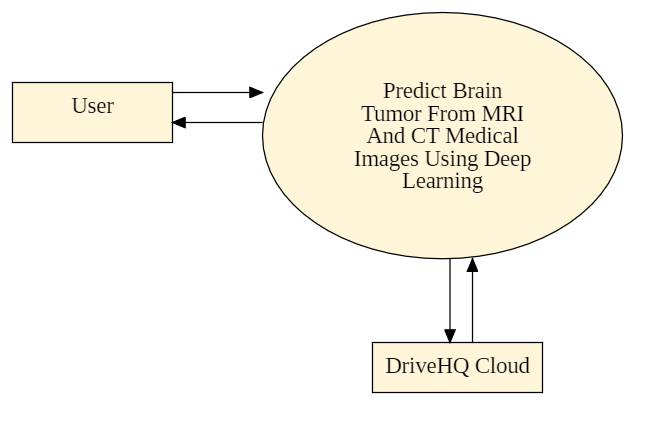 User
Predict Brain
Tumor From MRI
And CT Medical
Images Using Deep
Learning
DriveHQ Cloud